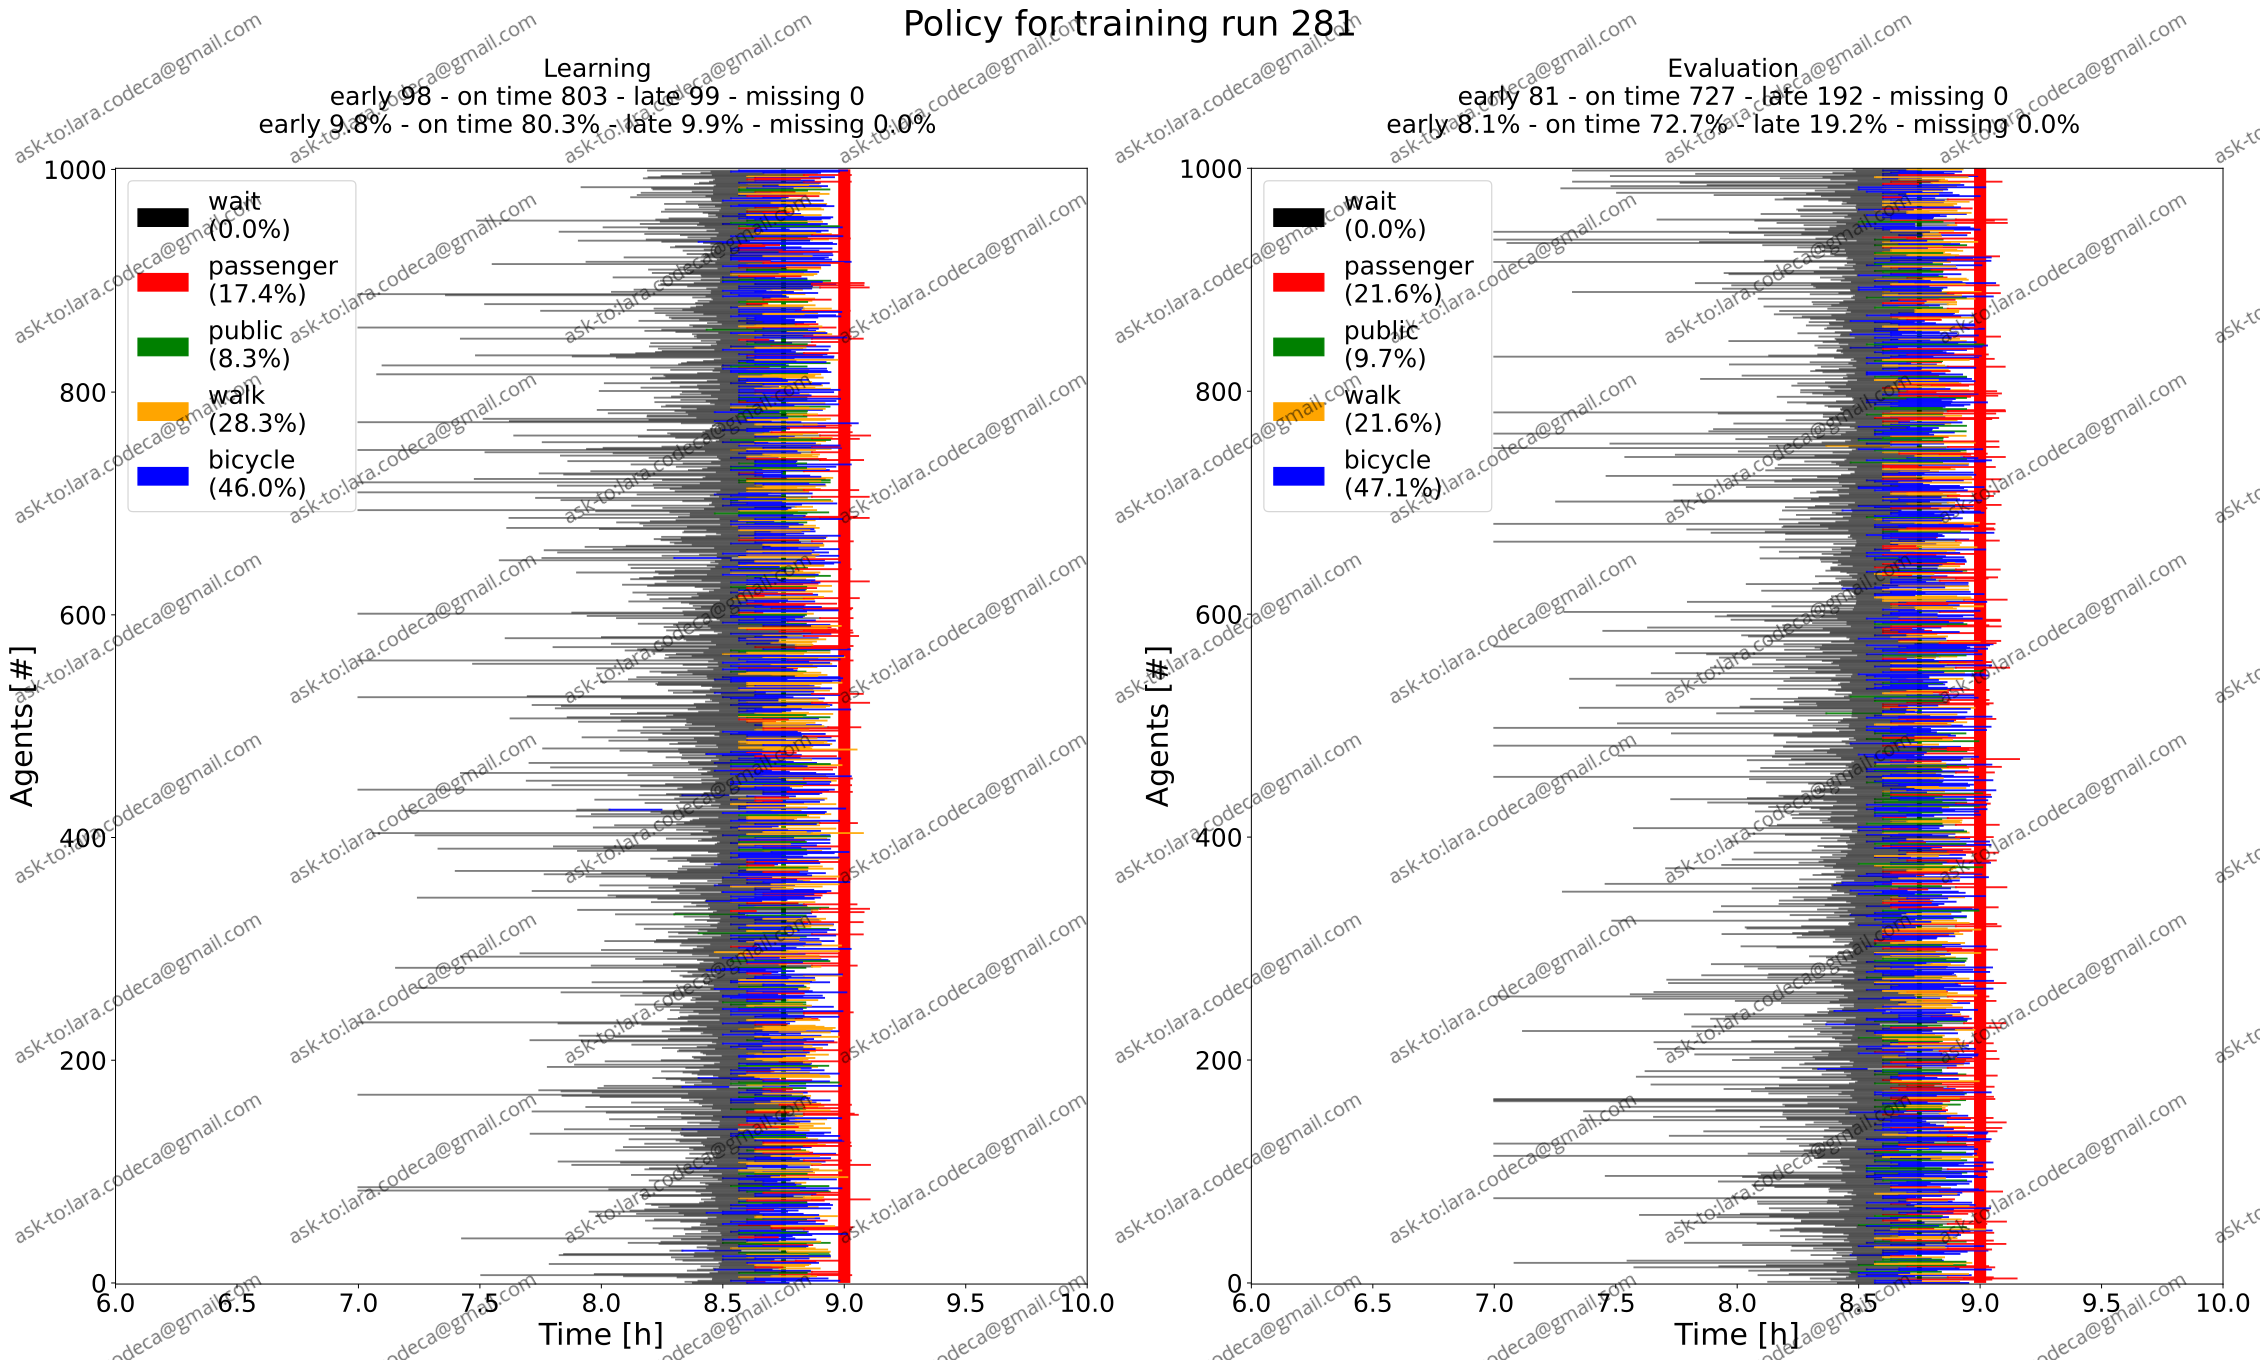 Policy for training run 281
Learning
early 98 - on time 803 - late 99 - missing 0
early 9.8% - on time 80.3% - late 9.9% - missing 0.0%
Agents [#]
1000
800
600
400
200
0
wait
(0.0%)
passenger
(17.4%)
public
(8.3%)
walk
(28.3%)
bicycle
(46.0%)
6.0 6.5 7.0 7.5 8.0 8.5 9.0 9.5 10.0
Time [h]
Evaluation
early 81 - on time 727 - late 192 - missing 0
early 8.1% - on time 72.7% - late 19.2% - missing 0.0%
Agents [#]
1000
800
600
400
200
0
wait
(0.0%)
passenger
(21.6%)
public
(9.7%)
walk
(21.6%)
bicycle
(47.1%)
6.0 6.5 7.0 7.5 8.0 8.5 9.0 9.5 10.0
Time [h]
ask-to:lara.codeca@gmail.com